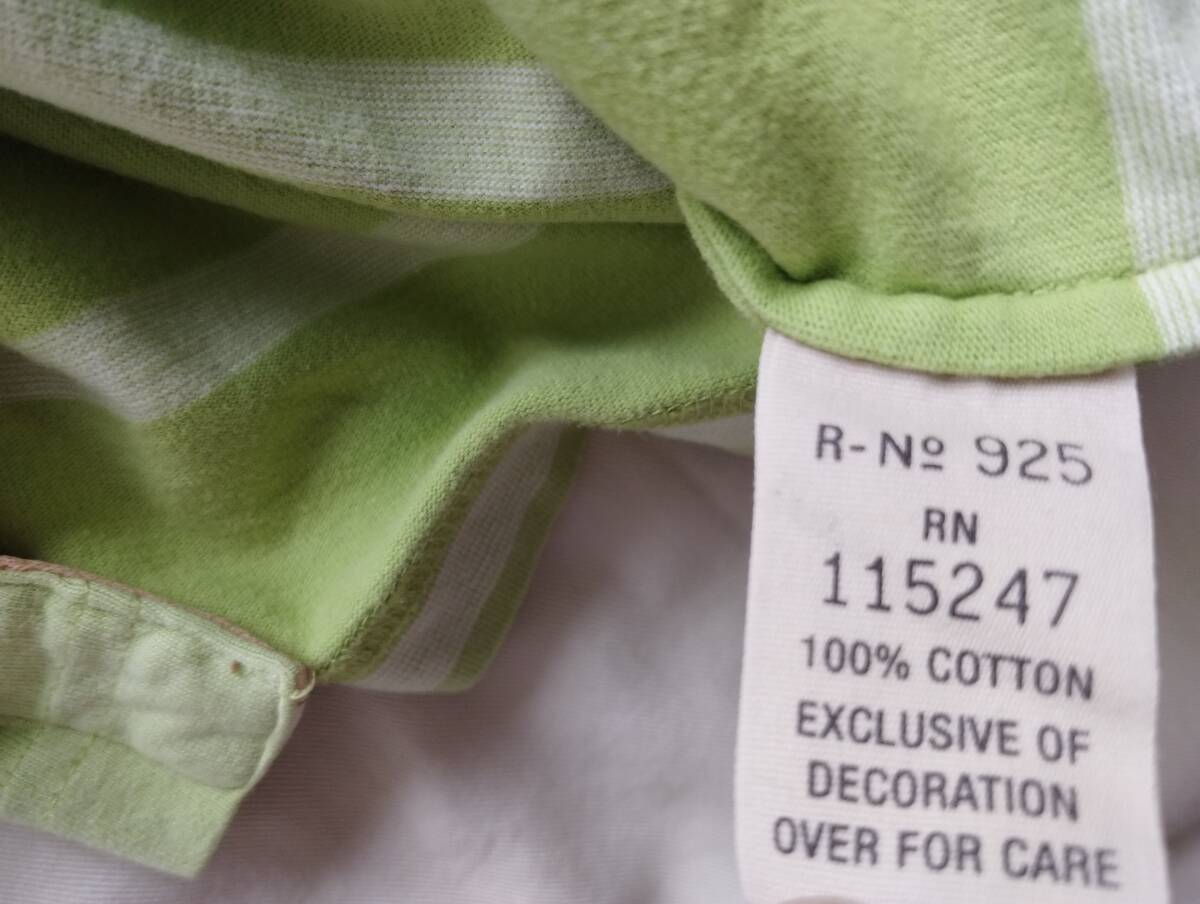 R-Nº 925
RN
115247
100% COTTON
EXCLUSIVE OF
DECORATION
OVER FOR CARE